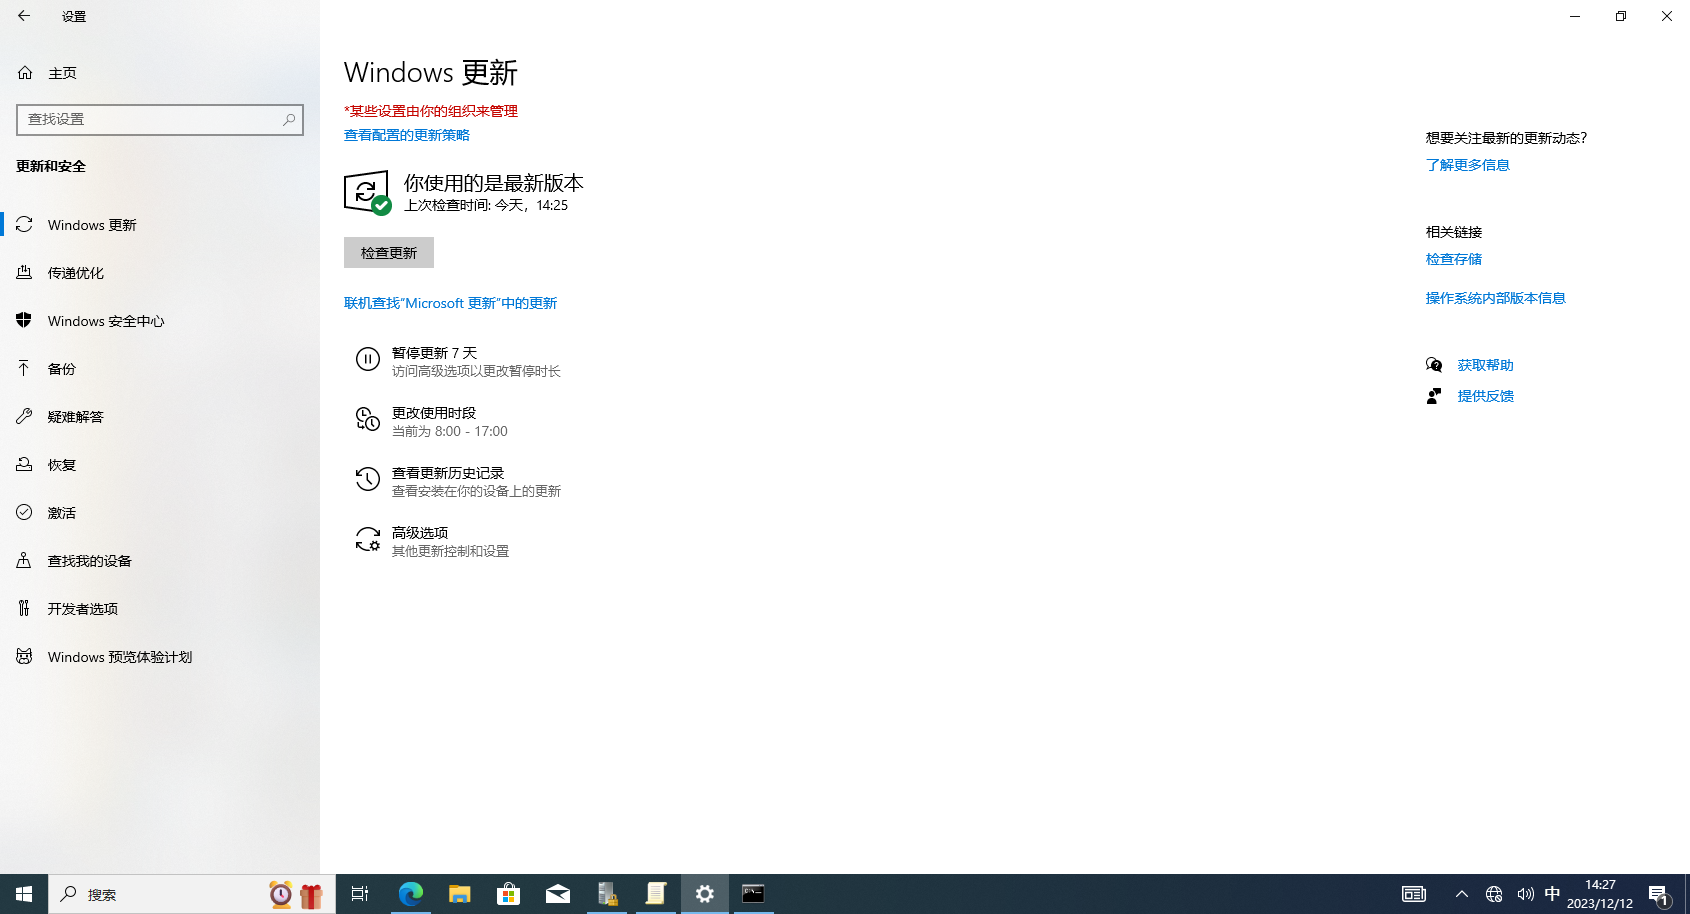 设置
主页
查找设置
更新和安全
Windows 更新
传递优化
Windows 安全中心
备份
疑难解答
恢复
激活
查找我的设备
开发者选项
Windows 预览体验计划
Windows 更新
*某些设置由你的组织来管理
查看配置的更新策略
你使用的是最新版本
上次检查时间: 今天，14:25
检查更新
联机查找“Microsoft 更新”中的更新
暂停更新 7 天
访问高级选项以更改暂停时长
更改使用时段
当前为 8:00 - 17:00
查看更新历史记录
查看安装在你的设备上的更新
高级选项
其他更新控制和设置
想要关注最新的更新动态?
了解更多信息
相关链接
检查存储
操作系统内部版本信息
获取帮助
提供反馈
搜索
中
14:27
2023/12/12
1